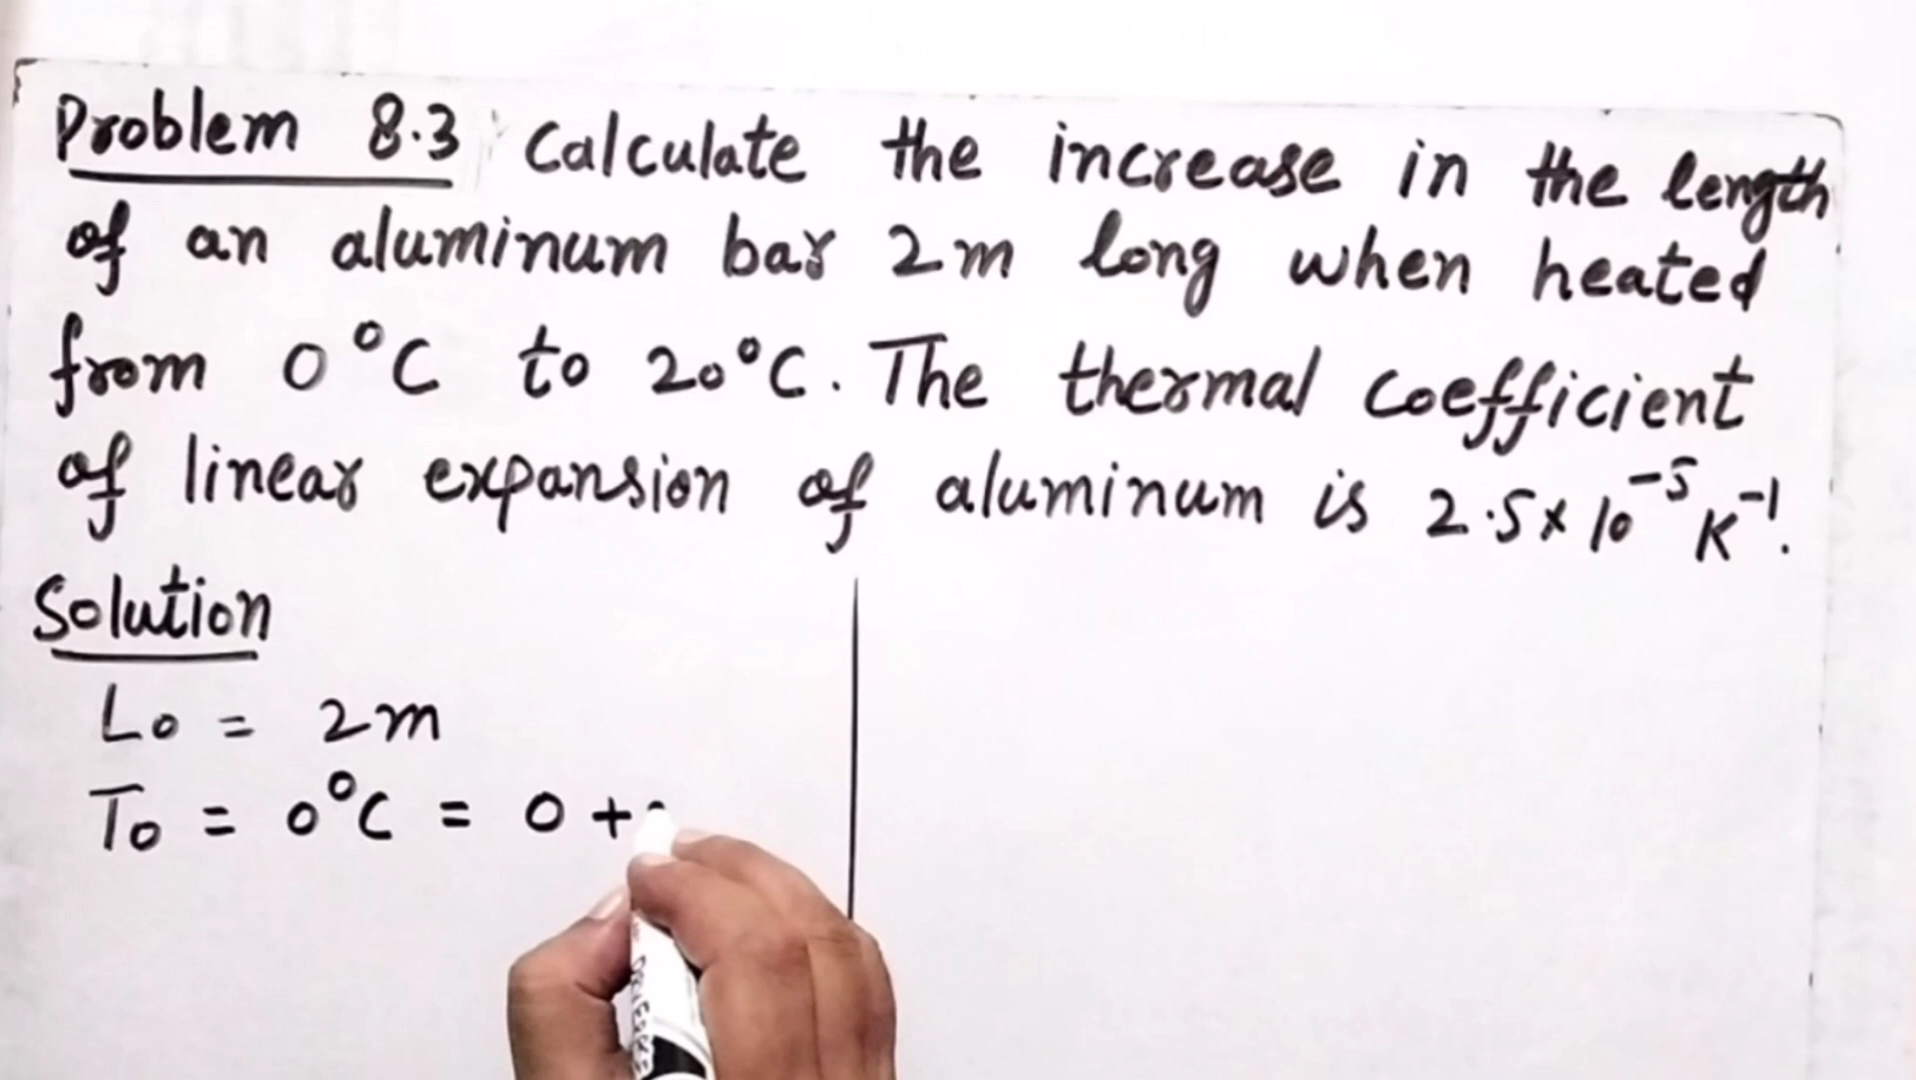 Problem 8.3 Calculate the increase in the length
of an aluminum bar 2m long when heated
from 0°C to 20°C. The thermal coefficient
of linear expansion of aluminum is 2.5×10⁻⁵K⁻¹.
Solution
L₀ = 2m
T₀ = 0°C = 0 +